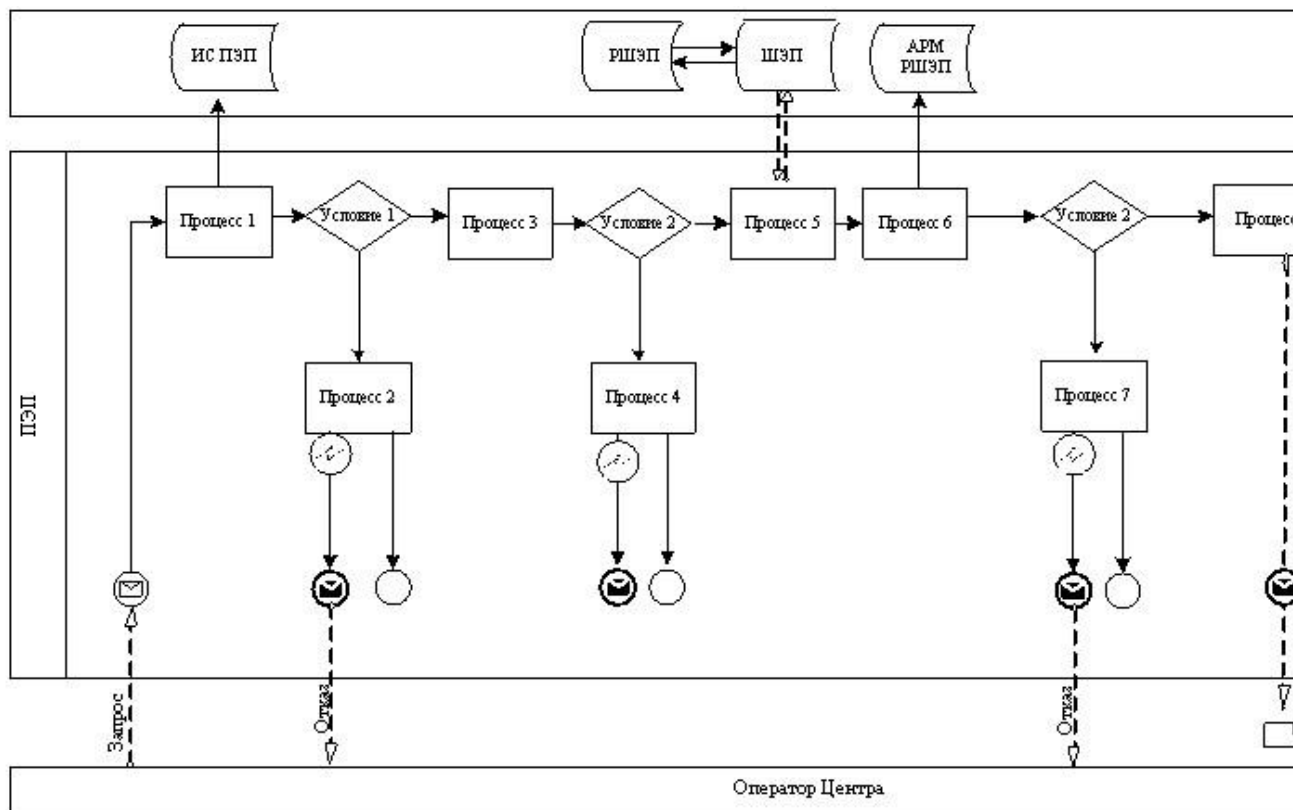 ИС ПЭП
РШЭП
ШЭП
АРМ
РШЭП
ПЭП
Процесс 1
Условие 1
Процесс 3
Условие 2
Процесс 5
Процесс 6
Условие 2
Процес
Процесс 2
Процесс 4
Процесс 7
Запрос
Отказ
Отказ
Оператор Центра